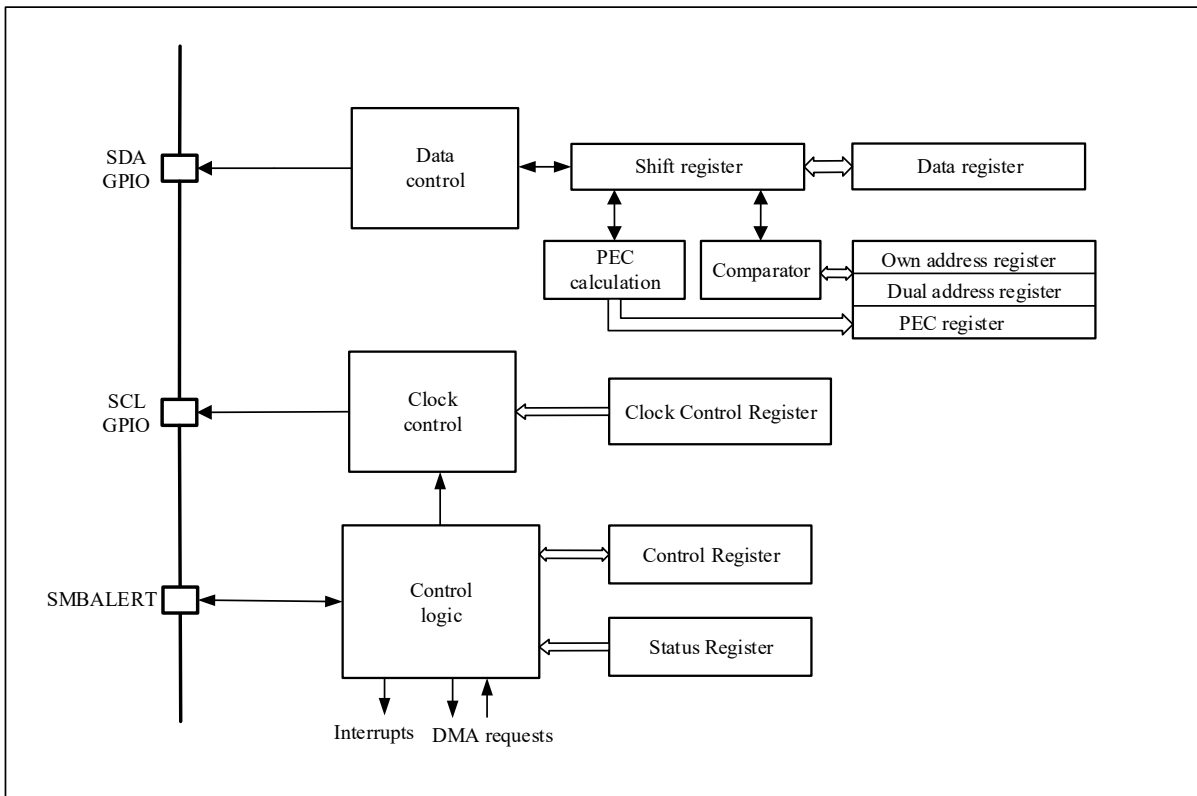 SDA
GPIO
Data
control
Shift register
Data register
PEC
calculation
Comparator
Own address register
Dual address register
PEC register
SCL
GPIO
Clock
control
Clock Control Register
SMBALERT
Control
logic
Control Register
Status Register
Interrupts
DMA requests